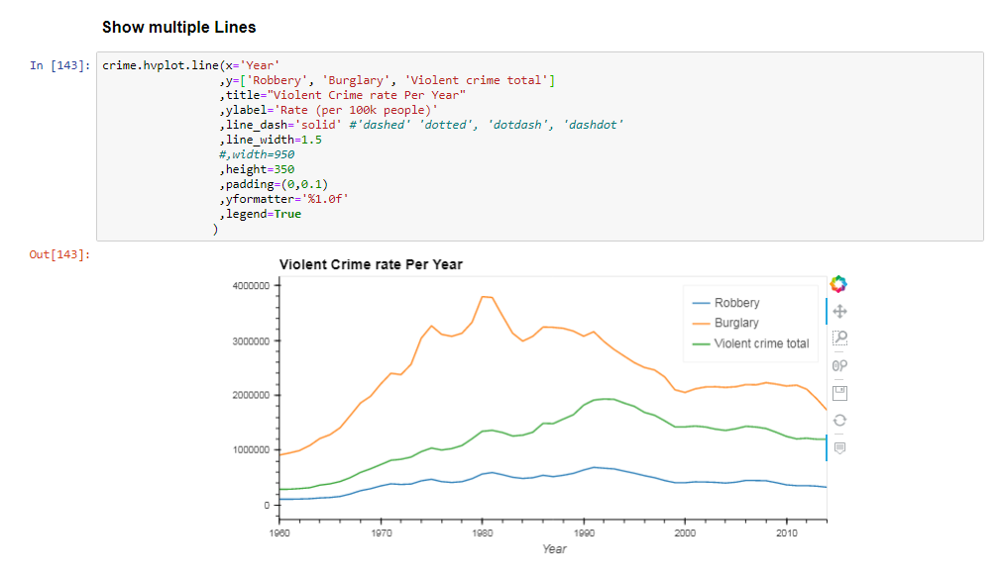 Show multiple Lines
In [143]: crime.hvplot.line(x='Year'
,y=['Robbery', 'Burglary', 'Violent crime total']
,title="Violent Crime rate Per Year"
,ylabel='Rate (per 100k people)'
,line_dash='solid' #'dashed' 'dotted', 'dotdash', 'dashdot'
,line_width=1.5
#,width=950
,height=350
,padding=(0,0.1)
,yformatter='%1.0f'
,legend=True
)
Out[143]:
Violent Crime rate Per Year
4000000
3000000
2000000
1000000
0
Robbery
Burglary
Violent crime total
1960 1970 1980 1990 2000 2010
Year